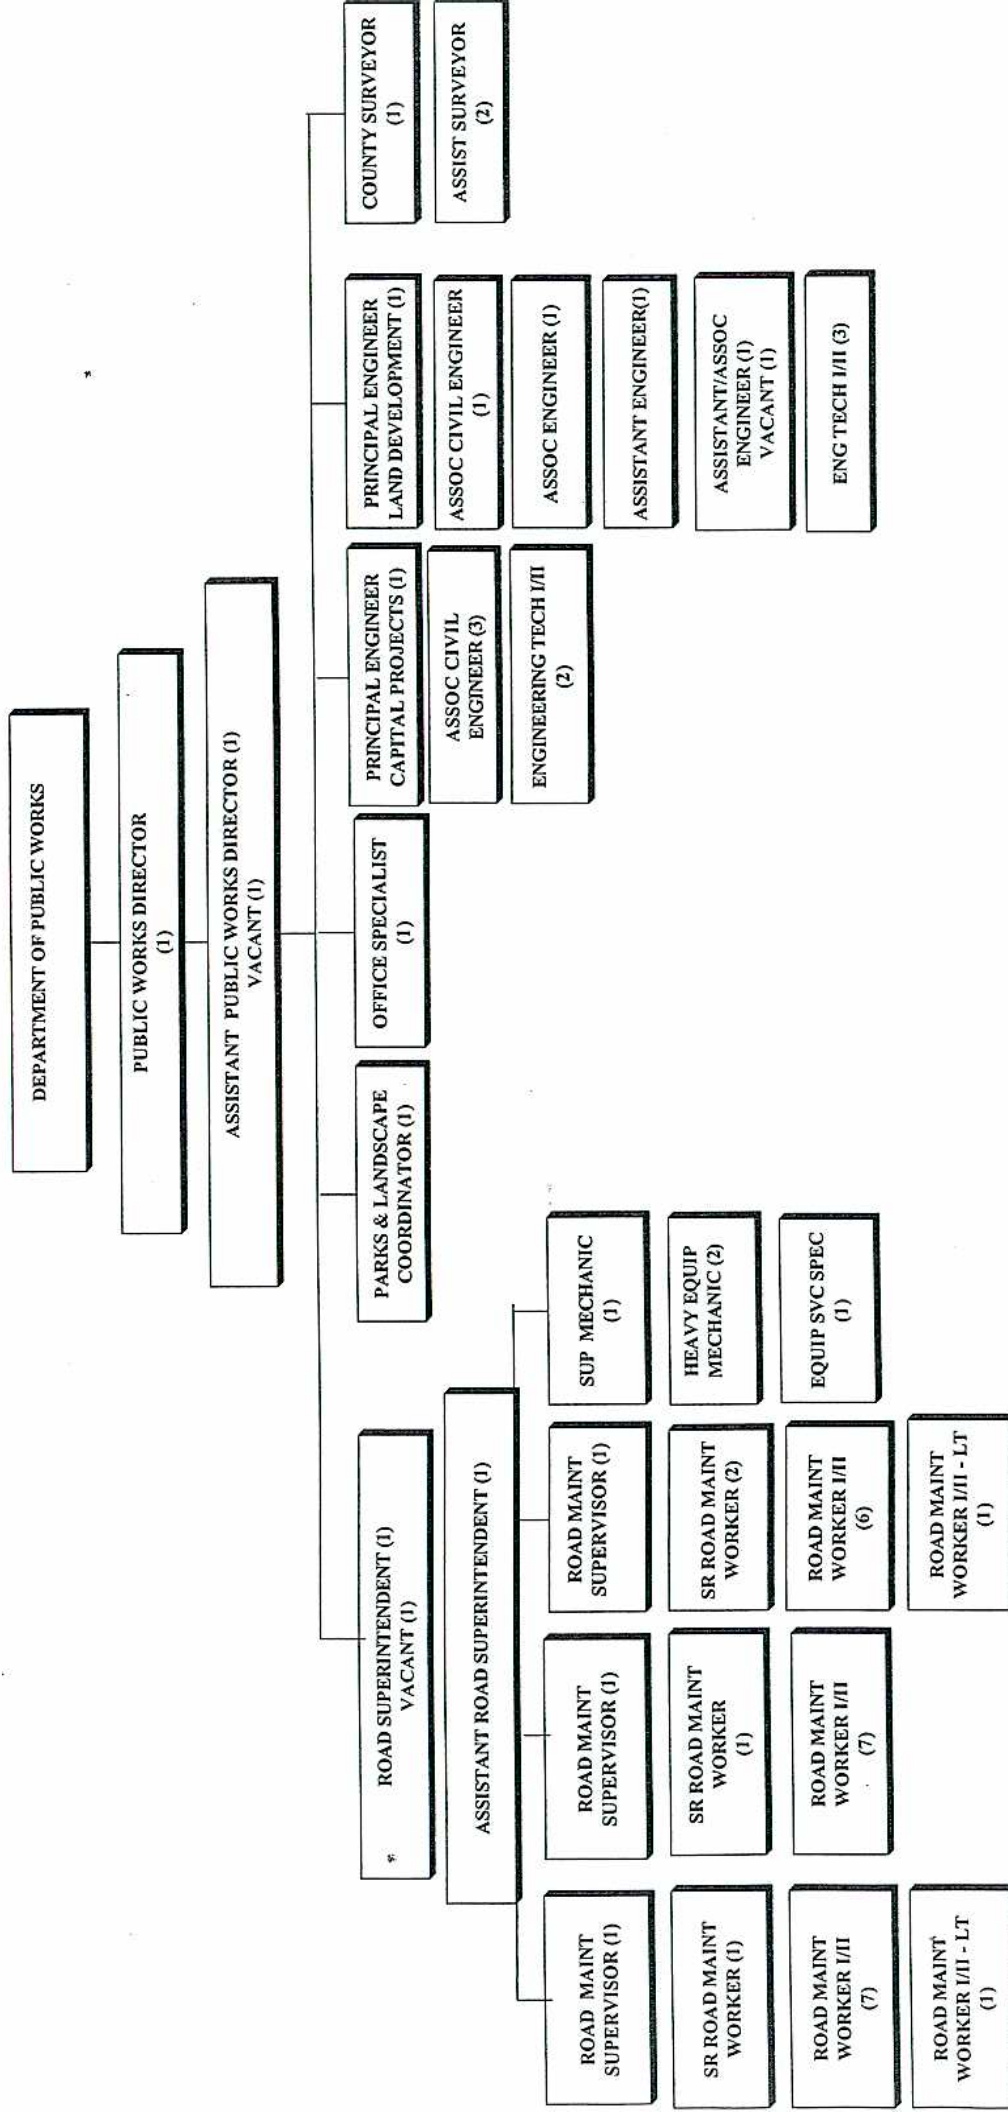 DEPARTMENT OF PUBLIC WORKS
PUBLIC WORKS DIRECTOR
(1)
ASSISTANT PUBLIC WORKS DIRECTOR (1)
VACANT (1)
ROAD SUPERINTENDENT (1)
VACANT (1)
PARKS & LANDSCAPE
COORDINATOR (1)
OFFICE SPECIALIST
(1)
PRINCIPAL ENGINEER
CAPITAL PROJECTS (1)
PRINCIPAL ENGINEER
LAND DEVELOPMENT (1)
COUNTY SURVEYOR
(1)
ASSOC CIVIL
ENGINEER (3)
ENGINEERING TECH I/II
(2)
ASSOC CIVIL ENGINEER
(1)
ASSOC ENGINEER (1)
ASSISTANT ENGINEER(1)
ASSISTANT/ASSOC
ENGINEER (1)
VACANT (1)
ENG TECH I/II (3)
ASSIST SURVEYOR
(2)
ASSISTANT ROAD SUPERINTENDENT (1)
ROAD MAINT
SUPERVISOR (1)
SR ROAD MAINT
WORKER (1)
ROAD MAINT
WORKER I/II
(7)
ROAD MAINT
WORKER I/II - LT
(1)
ROAD MAINT
SUPERVISOR (1)
SR ROAD MAINT
WORKER
(1)
ROAD MAINT
WORKER I/II
(7)
ROAD MAINT
SUPERVISOR (1)
SR ROAD MAINT
WORKER (2)
ROAD MAINT
WORKER I/II
(6)
ROAD MAINT
WORKER I/II - LT
(1)
SUP MECHANIC
(1)
HEAVY EQUIP
MECHANIC (2)
EQUIP SVC SPEC
(1)